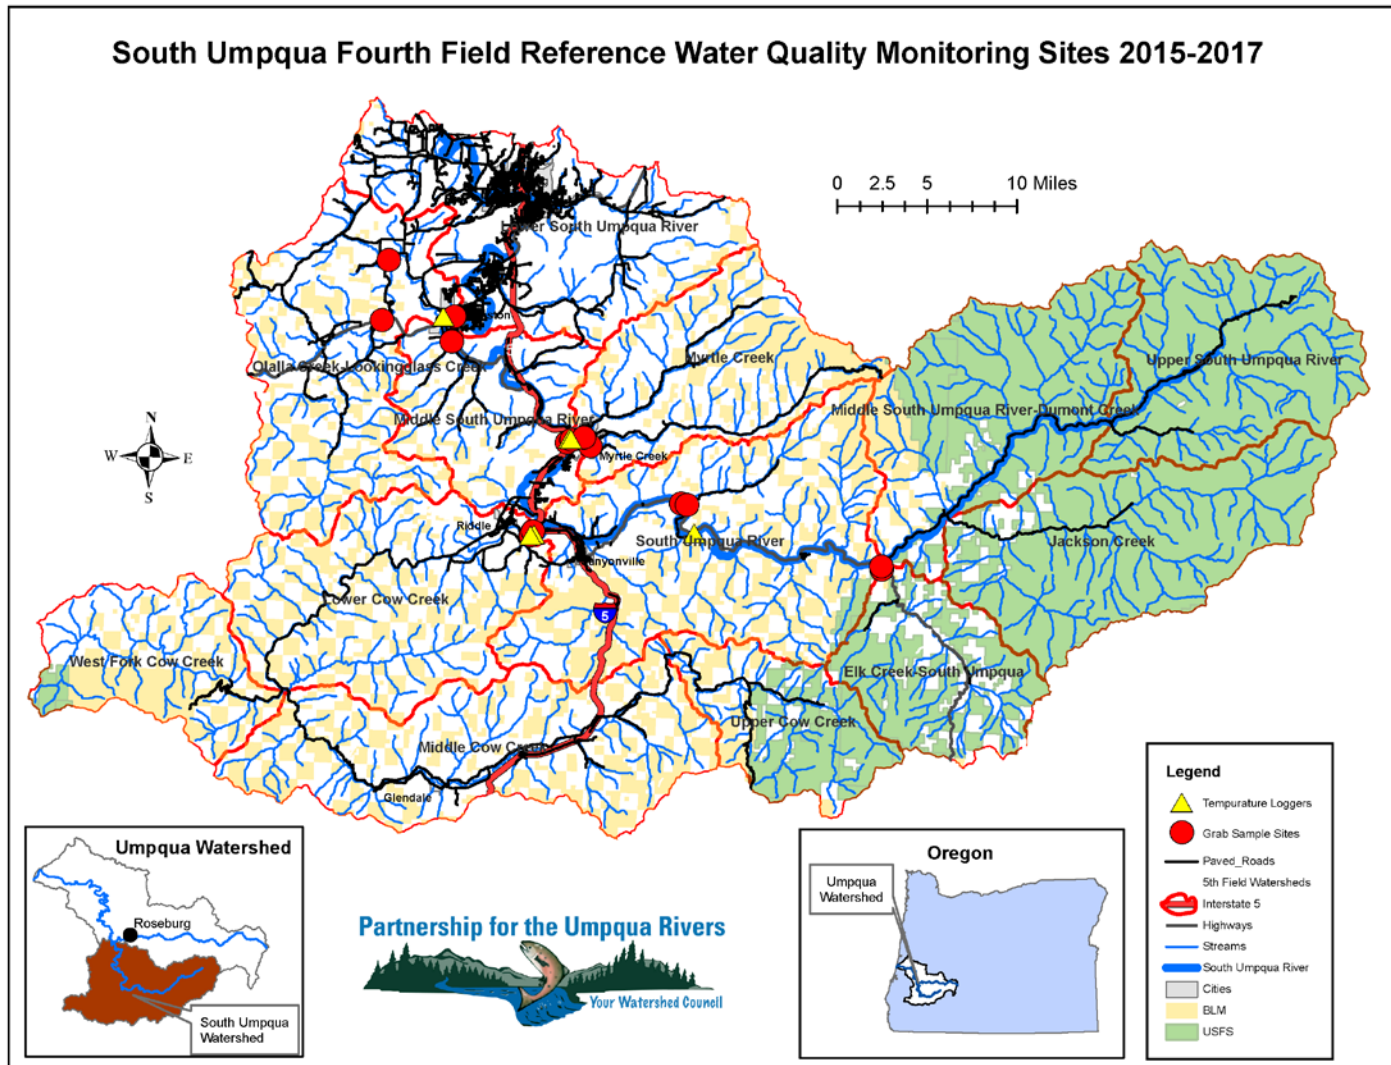 South Umpqua Fourth Field Reference Water Quality Monitoring Sites 2015-2017
0 2.5 5 10 Miles
Lower South Umpqua River
Olalla Creek-Lookingglass Creek
Myrtle Creek
Upper South Umpqua River
Middle South Umpqua River-Dumont Creek
Middle South Umpqua River
Myrtle Creek
N
W E
S
Riddle
South Umpqua River
Jackson Creek
Canyonville
Lower Cow Creek
5
West Fork Cow Creek
Elk Creek-South Umpqua
Upper Cow Creek
Middle Cow Creek
Glendale
Legend
Tempurature Loggers
Grab Sample Sites
Paved_Roads
5th Field Watersheds
Interstate 5
Highways
Streams
South Umpqua River
Cities
BLM
USFS
Umpqua Watershed
Roseburg
South Umpqua
Watershed
Partnership for the Umpqua Rivers
Your Watershed Council
Oregon
Umpqua
Watershed